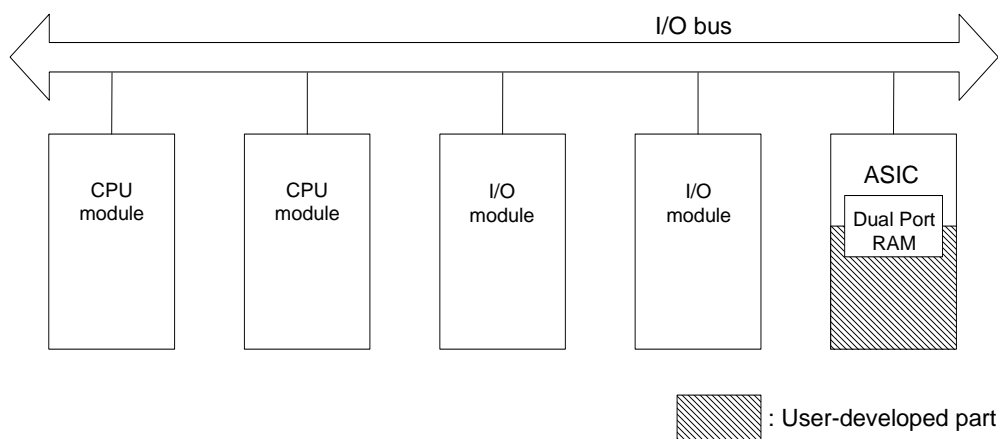 I/O bus
CPU
module
CPU
module
I/O
module
I/O
module
ASIC
Dual Port
RAM
: User-developed part